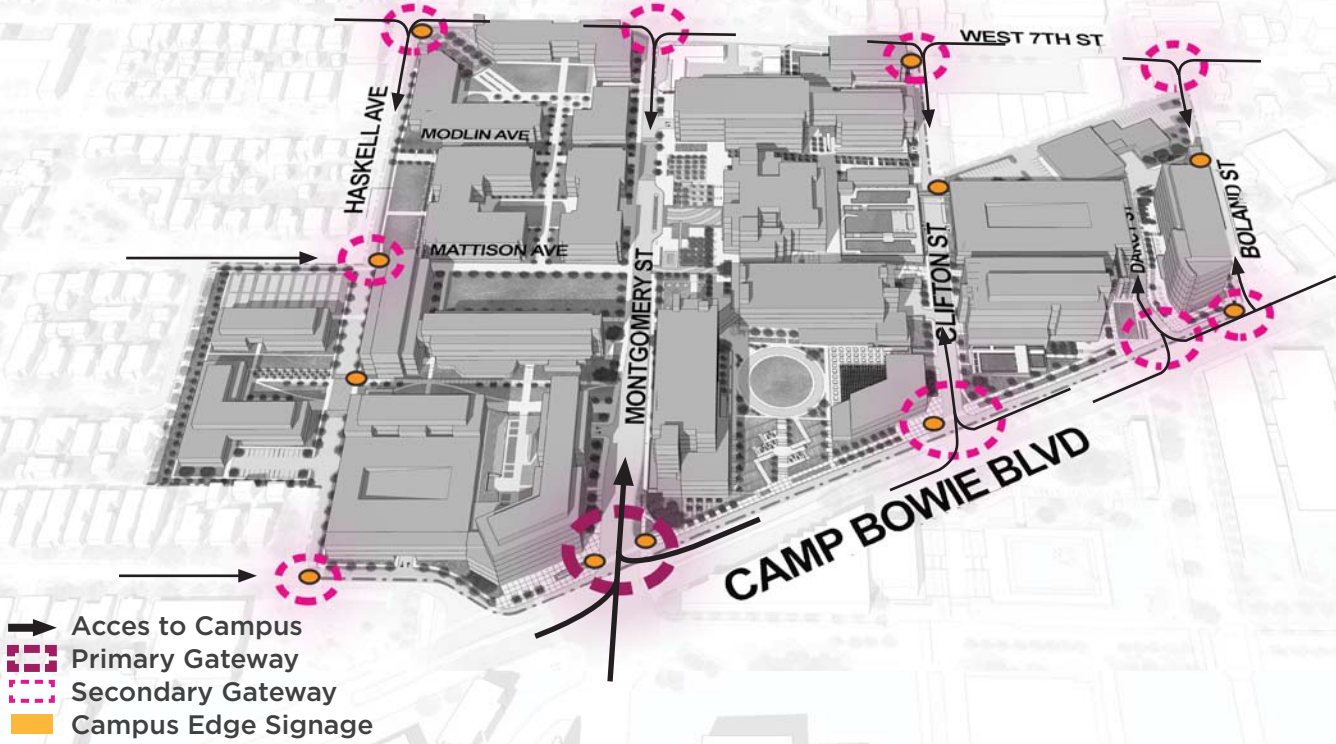 WEST 7TH ST
HASKELL AVE
MODLIN AVE
MATTISON AVE
MONTGOMERY ST
CLIFTON ST
BOLAND ST
CAMP BOWIE BLVD
Acces to Campus
Primary Gateway
Secondary Gateway
Campus Edge Signage